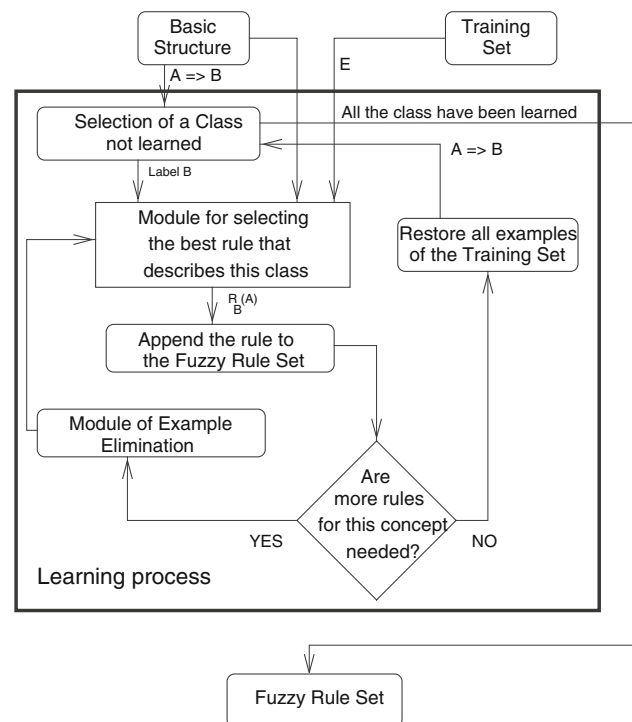 Basic
Structure
Training
Set
A => B
E
Selection of a Class
not learned
All the class have been learned
A => B
Label B
Module for selecting
the best rule that
describes this class
Restore all examples
of the Training Set
R (A)
B
Append the rule to
the Fuzzy Rule Set
Module of Example
Elimination
Are
more rules
for this concept
needed?
YES
NO
Learning process
Fuzzy Rule Set